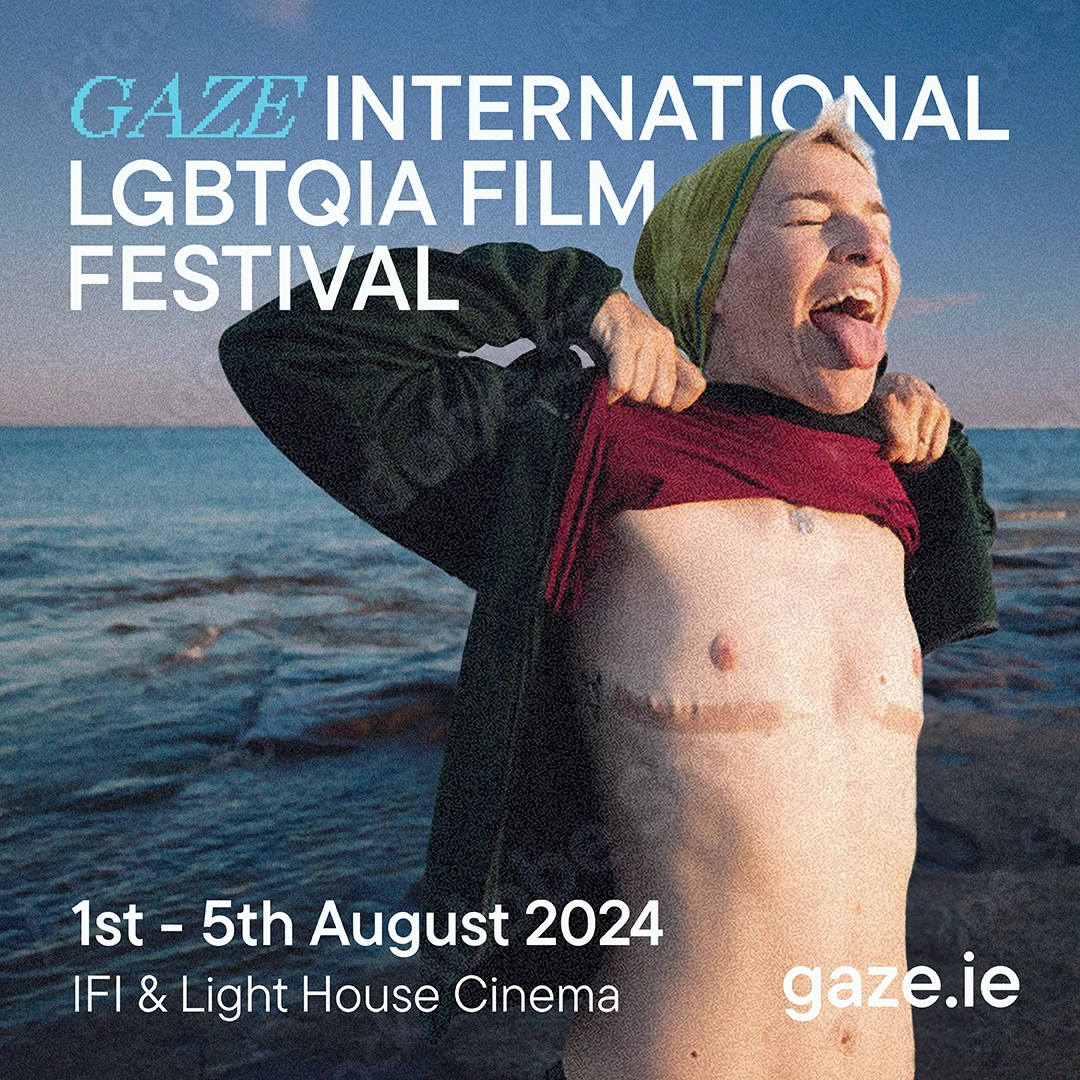 GAZE INTERNATIONAL
LGBTQIA FILM
FESTIVAL
1st - 5th August 2024
IFI & Light House Cinema
gaze.ie